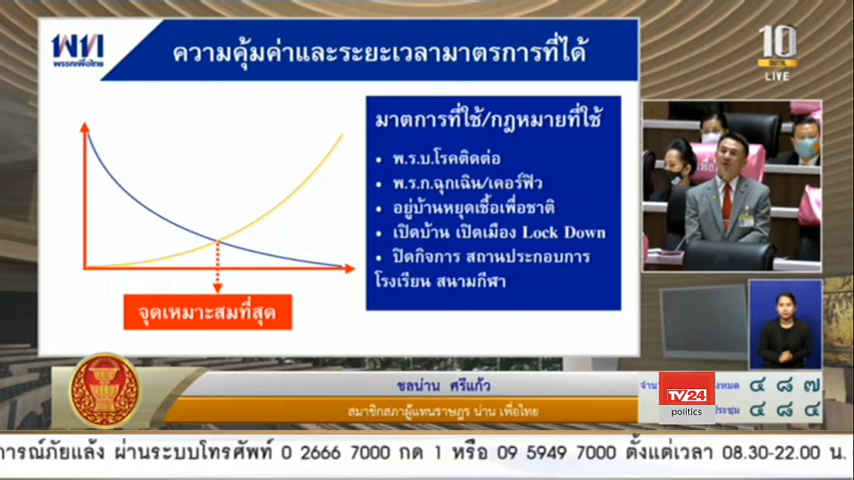 พท
พรรคเพื่อไทย
ความคุ้มค่าและระยะเวลามาตรการที่ได้
10
LIVE
มาตการที่ใช้/กฎหมายที่ใช้
• พ.ร.บ.โรคติดต่อ
• พ.ร.ก.ฉุกเฉิน/เคอร์ฟิว
• อยู่บ้านหยุดเชื้อเพื่อชาติ
• เปิดบ้าน เปิดเมือง Lock Down
• ปิดกิจการ สถานประกอบการ
โรงเรียน สนามกีฬา
จุดเหมาะสมที่สุด
ชลน่าน ศรีแก้ว
สมาชิกสภาผู้แทนราษฎร น่าน เพื่อไทย
๔๘๗
๔๘๔
TV24
politics
ารณ์ภัยแล้ง ผ่านระบบโทรศัพท์ 0 2666 7000 กด 1 หรือ 09 5949 7000 ตั้งแต่เวลา 08.30-22.00 น.